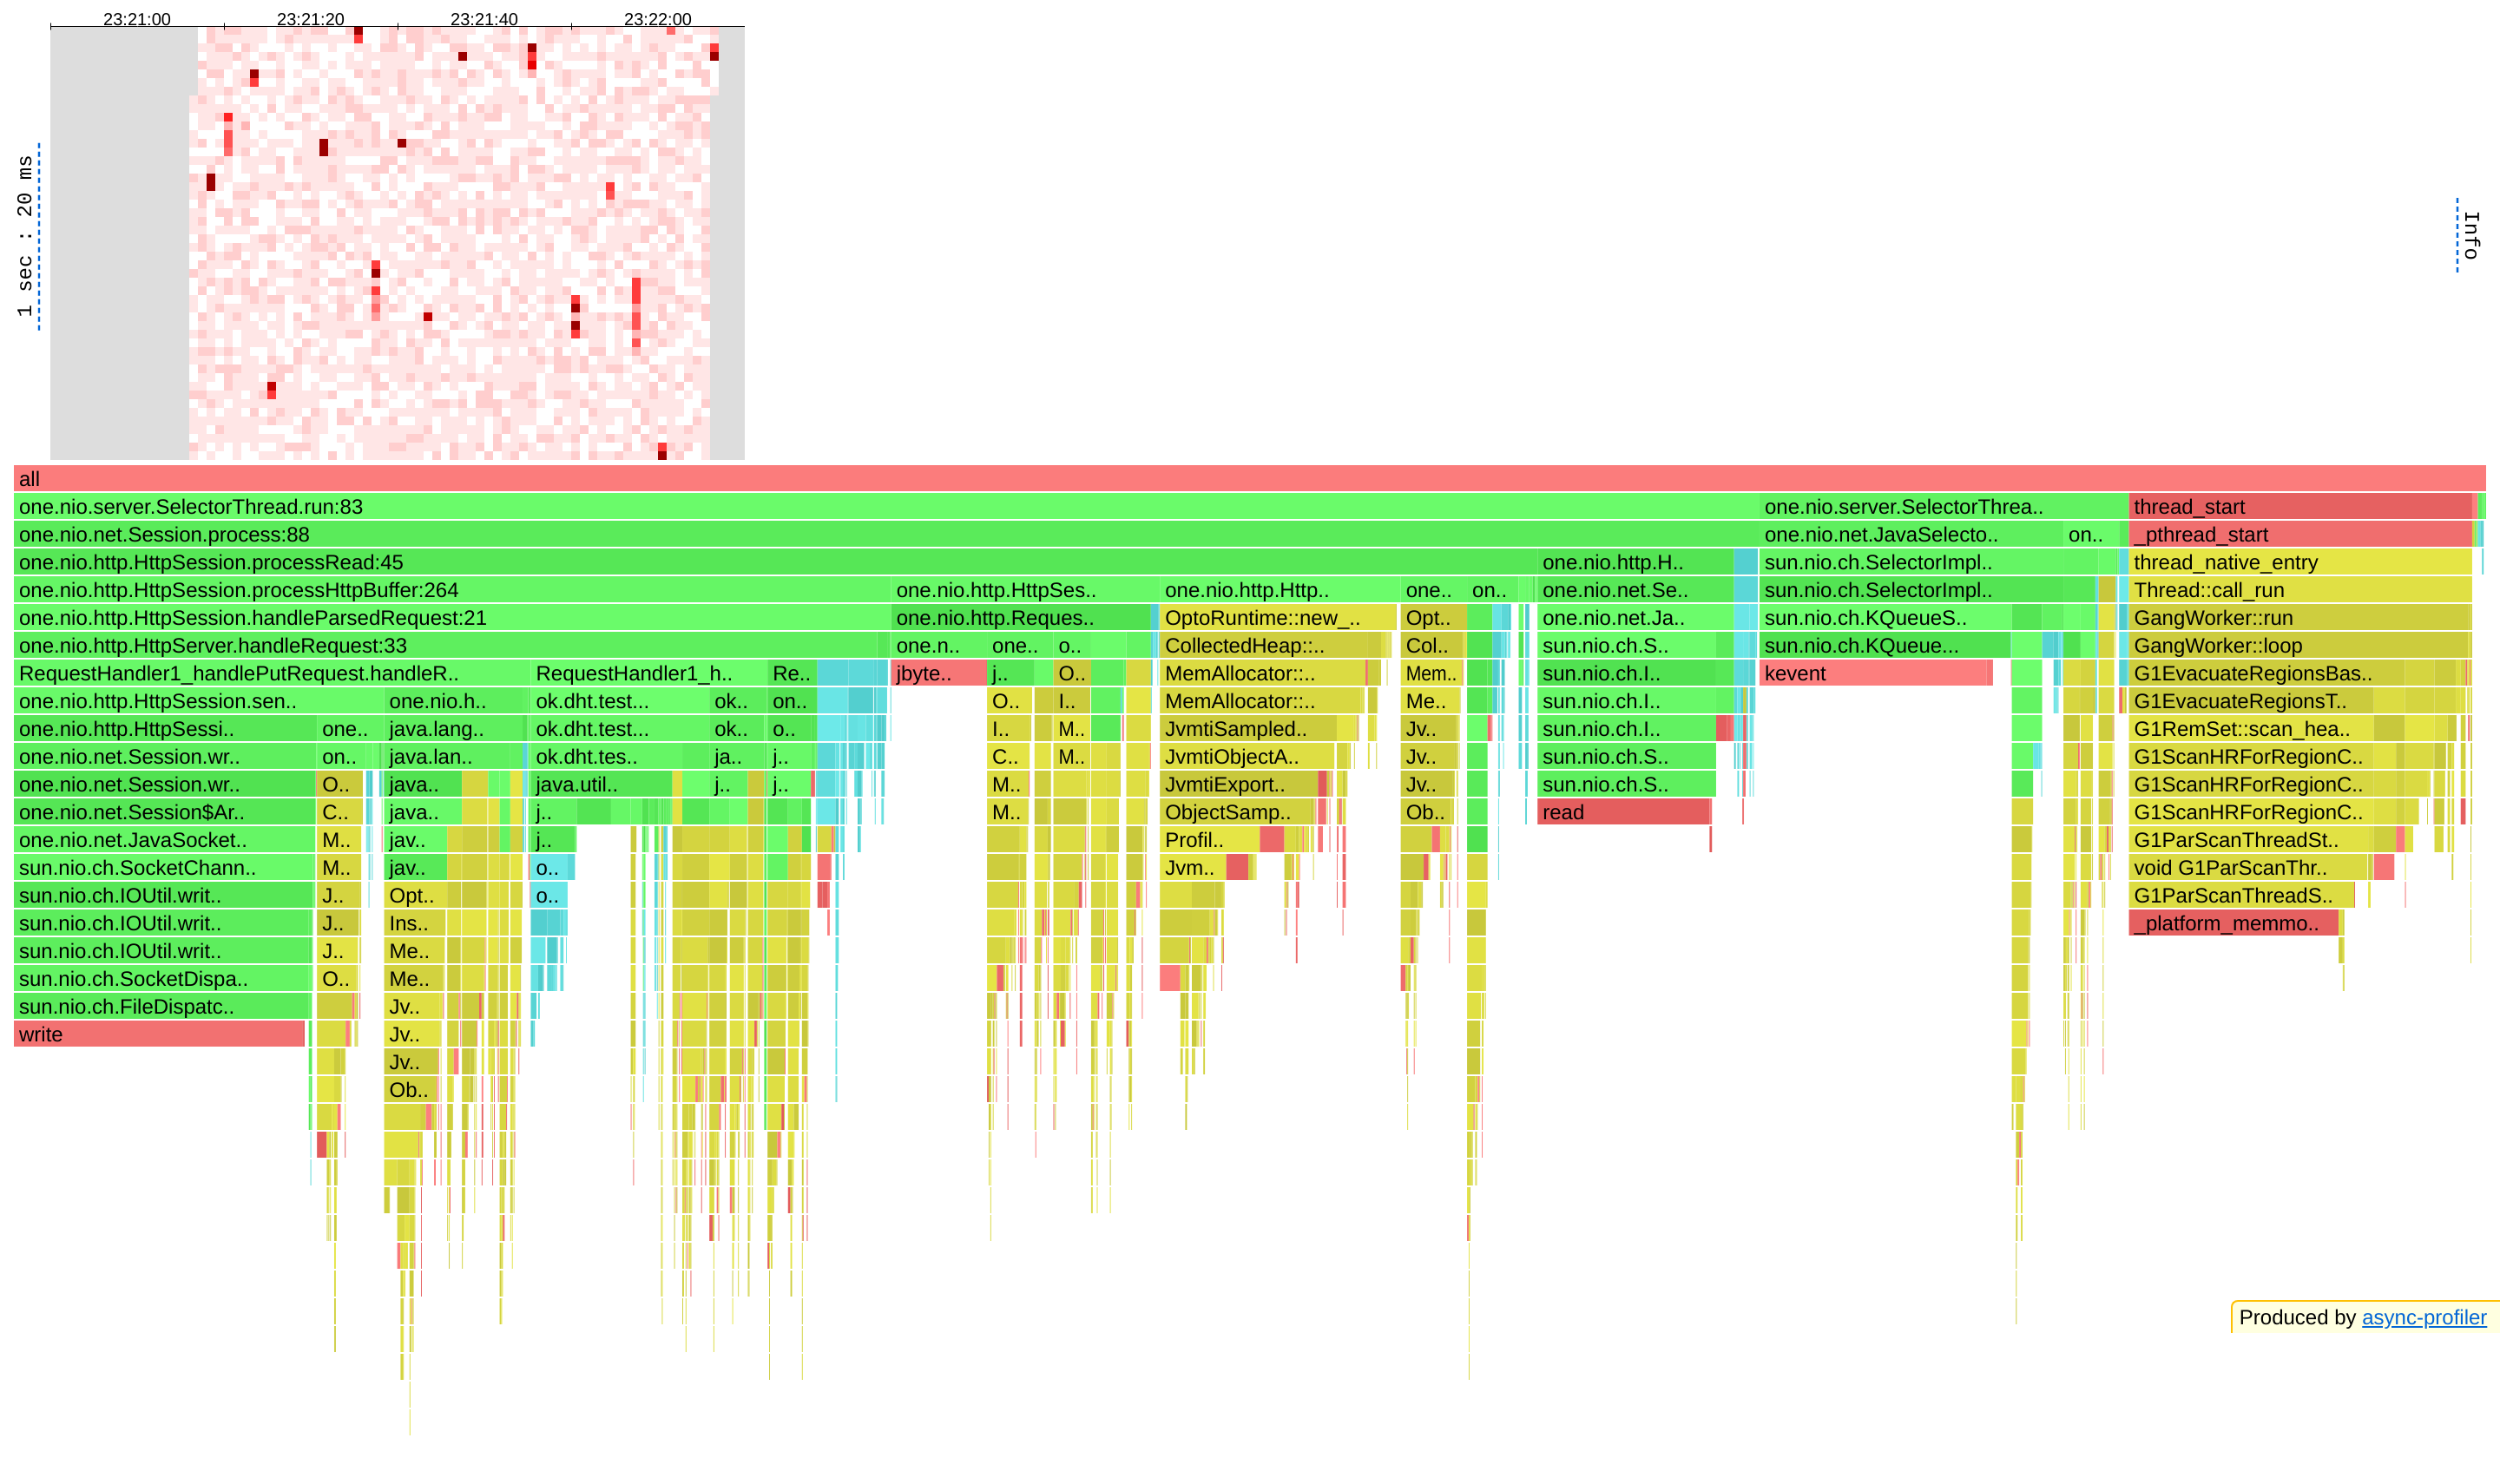 23:21:00 23:21:20 23:21:40 23:22:00
1 sec : 20 ms
Info
all
one.nio.server.SelectorThread.run:83 one.nio.server.SelectorThrea.. thread_start
one.nio.net.Session.process:88 one.nio.net.JavaSelecto.. on.. _pthread_start
one.nio.http.HttpSession.processRead:45 one.nio.http.H.. sun.nio.ch.SelectorImpl.. thread_native_entry
one.nio.http.HttpSession.processHttpBuffer:264 one.nio.http.HttpSes.. one.nio.http.Http.. one.. on.. one.nio.net.Se.. sun.nio.ch.SelectorImpl.. Thread::call_run
one.nio.http.HttpSession.handleParsedRequest:21 one.nio.http.Reques.. OptoRuntime::new_.. Opt.. one.nio.net.Ja.. sun.nio.ch.KQueueS.. GangWorker::run
one.nio.http.HttpServer.handleRequest:33 one.n.. one.. o.. CollectedHeap::.. Col.. sun.nio.ch.S.. sun.nio.ch.KQueue... GangWorker::loop
RequestHandler1_handlePutRequest.handleR.. RequestHandler1_h.. Re.. jbyte.. j.. O.. MemAllocator::.. Mem.. sun.nio.ch.I.. kevent G1EvacuateRegionsBas..
one.nio.http.HttpSession.sen.. one.nio.h.. ok.dht.test... ok.. on.. O.. I.. MemAllocator::.. Me.. sun.nio.ch.I.. G1EvacuateRegionsT..
one.nio.http.HttpSessi.. one.. java.lang.. ok.dht.test... ok.. o.. I.. M.. JvmtiSampled.. Jv.. sun.nio.ch.I.. G1RemSet::scan_hea..
one.nio.net.Session.wr.. on.. java.lan.. ok.dht.tes.. ja.. j.. C.. M.. JvmtiObjectA.. Jv.. sun.nio.ch.S.. G1ScanHRForRegionC..
one.nio.net.Session.wr.. O.. java.. java.util.. j.. j.. M.. JvmtiExport.. Jv.. sun.nio.ch.S.. G1ScanHRForRegionC..
one.nio.net.Session$Ar.. C.. java.. j.. M.. ObjectSamp.. Ob.. read G1ScanHRForRegionC..
one.nio.net.JavaSocket.. M.. jav.. j.. Profil.. G1ParScanThreadSt..
sun.nio.ch.SocketChann.. M.. jav.. o.. Jvm.. void G1ParScanThr..
sun.nio.ch.IOUtil.writ.. J.. Opt.. o.. G1ParScanThreadS..
sun.nio.ch.IOUtil.writ.. J.. Ins.. _platform_memmo..
sun.nio.ch.IOUtil.writ.. J.. Me..
sun.nio.ch.SocketDispa.. O.. Me..
sun.nio.ch.FileDispatc.. Jv..
write Jv..
Jv..
Ob..
Produced by async-profiler